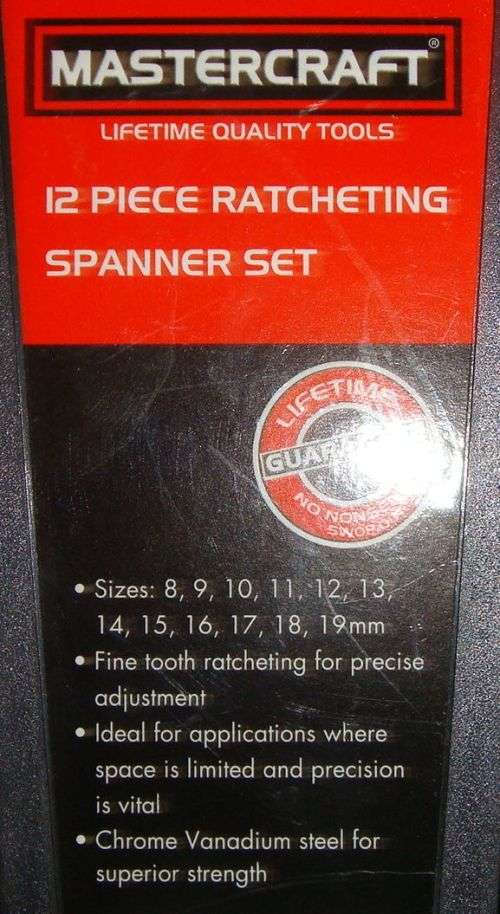 MASTERCRAFT®
LIFETIME QUALITY TOOLS
12 PIECE RATCHETING
SPANNER SET
LIFETIME
NO
• Sizes: 8, 9, 10, 11, 12, 13,
14, 15, 16, 17, 18, 19mm
• Fine tooth ratcheting for precise
adjustment
• Ideal for applications where
space is limited and precision
is vital
• Chrome Vanadium steel for
superior strength